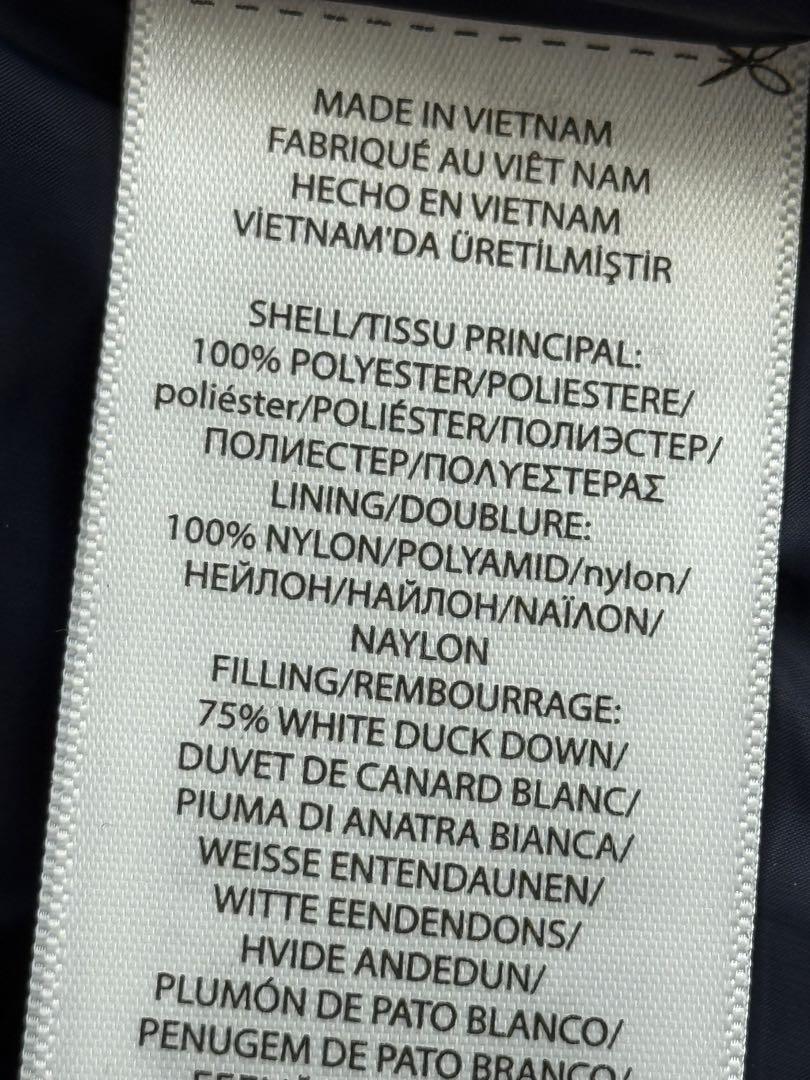 MADE IN VIETNAM
FABRIQUÉ AU VIÊT NAM
HECHO EN VIETNAM
VİETNAM'DA ÜRETİLMİŞTİR
SHELL/TISSU PRINCIPAL:
100% POLYESTER/POLIESTERE/
poliéster/POLIÉSTER/ПОЛИЭСТЕР/
ПОЛИЕСТЕР/ΠΟΛΥΕΣΤΕΡΑΣ
LINING/DOUBLURE:
100% NYLON/POLYAMID/nylon/
НЕЙЛОН/НАЙЛОН/ΝΑΪΛΟΝ/
NAYLON
FILLING/REMBOURRAGE:
75% WHITE DUCK DOWN/
DUVET DE CANARD BLANC/
PIUMA DI ANATRA BIANCA/
WEISSE ENTENDAUNEN/
WITTE EENDENDONS/
HVIDE ANDEDUN/
PLUMÓN DE PATO BLANCO/
PENUGEM DE PATO BRANCO/